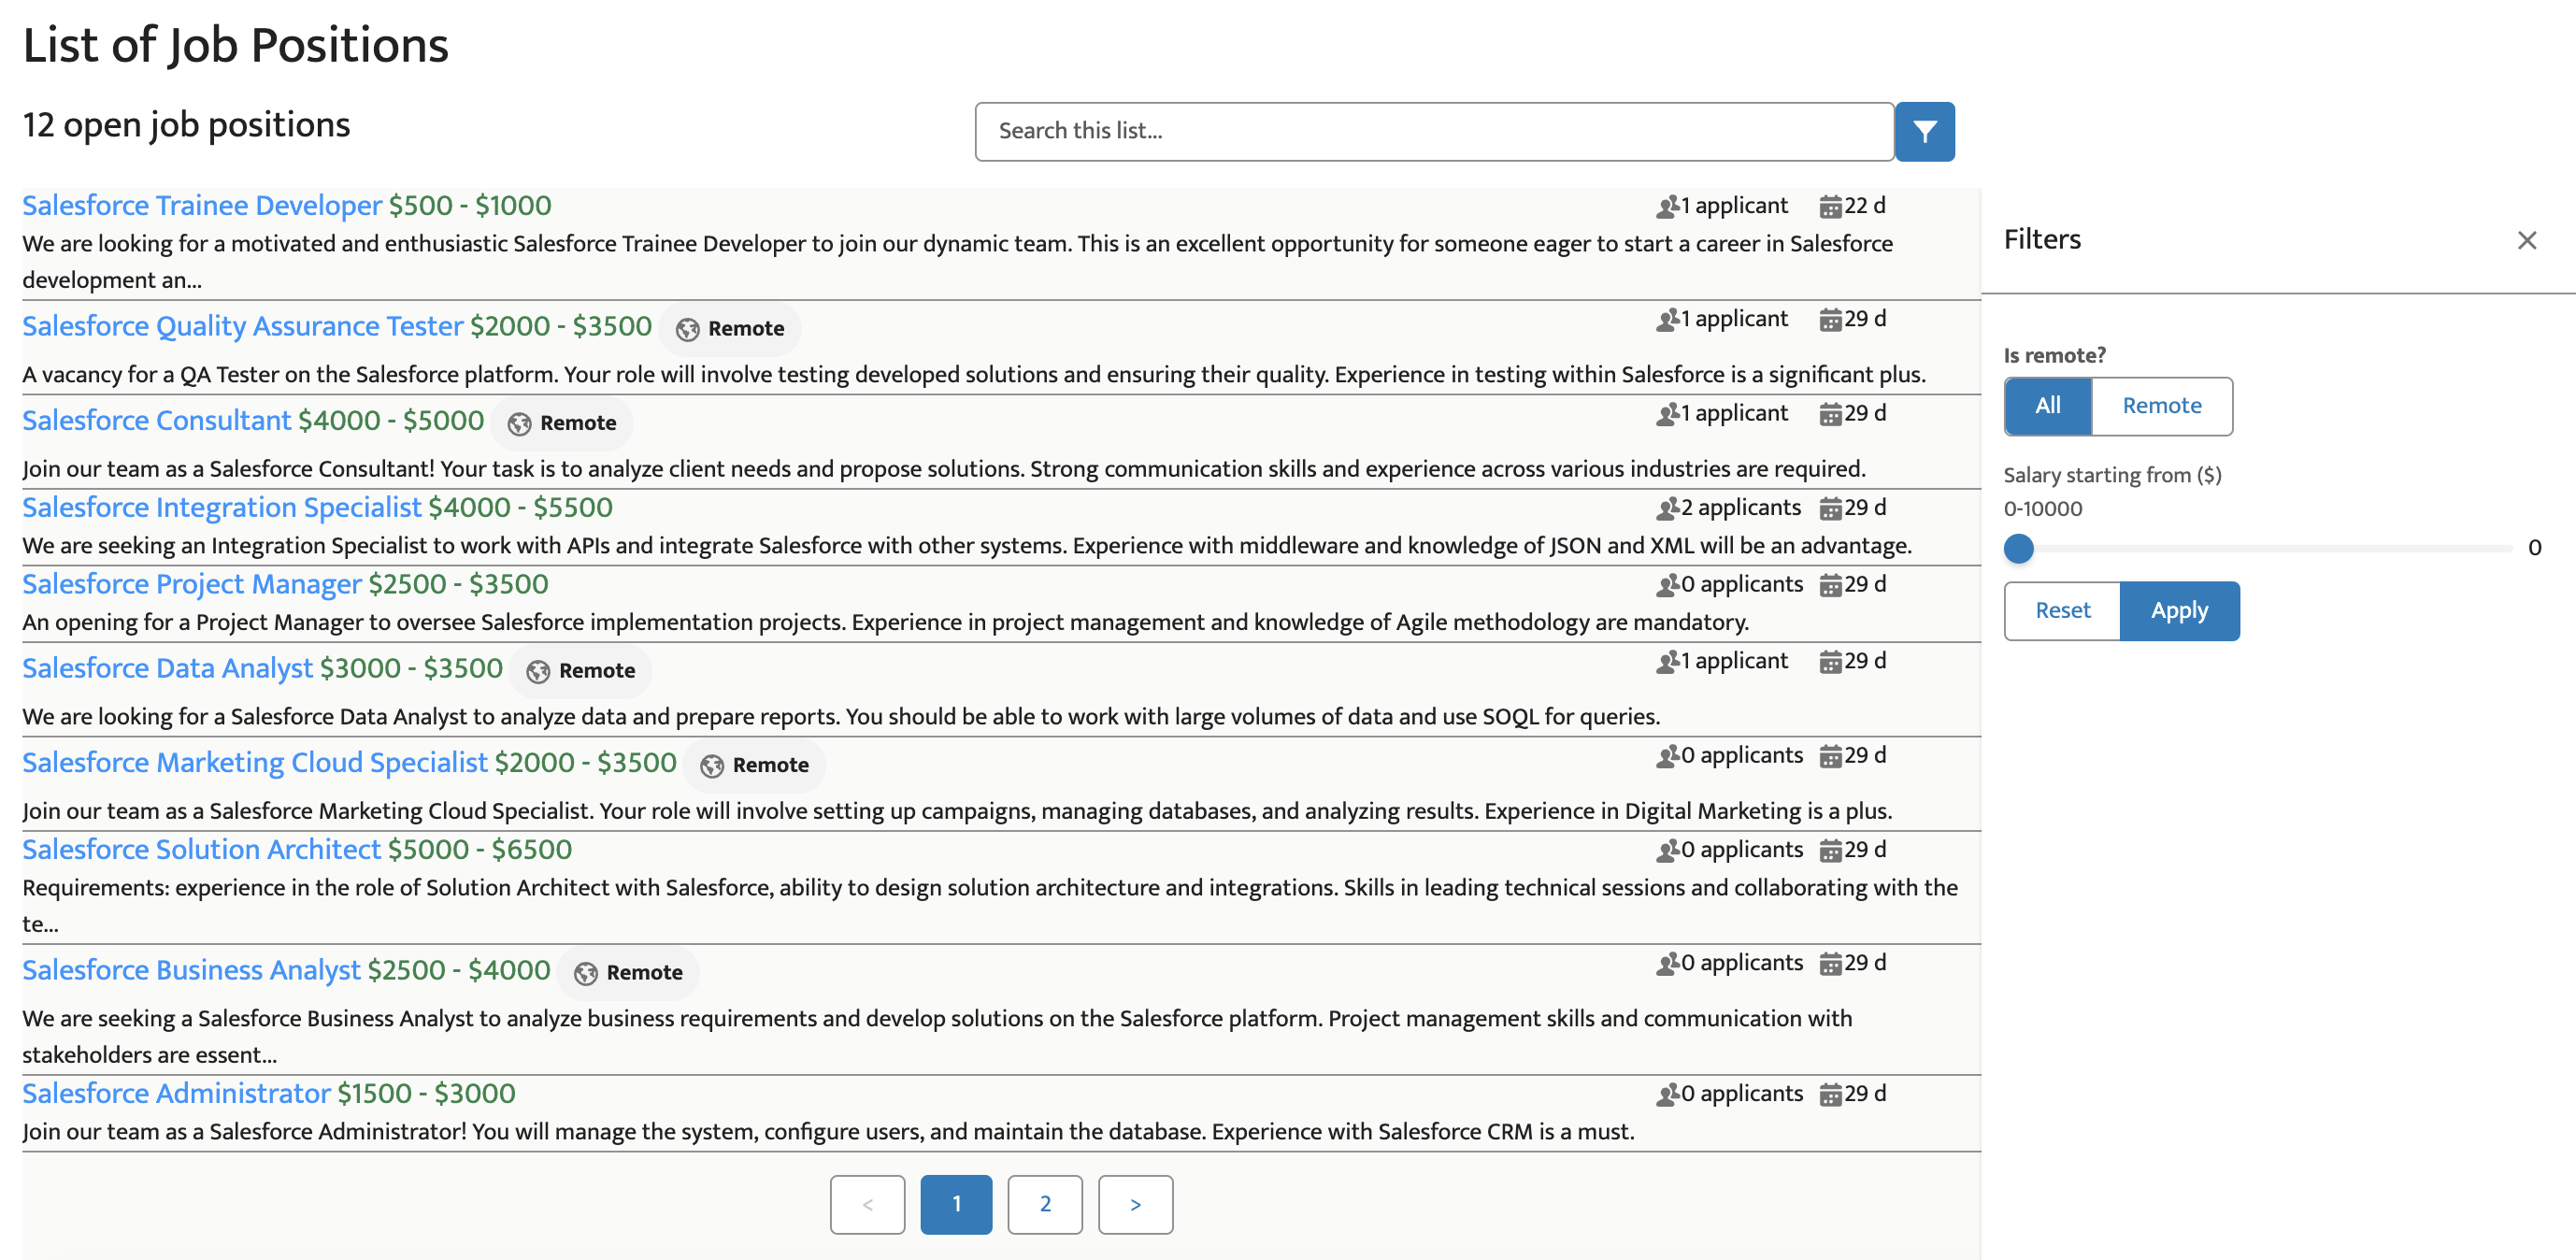 List of Job Positions
12 open job positions
Search this list...
Salesforce Trainee Developer $500 - $1000 1 applicant 22 d
We are looking for a motivated and enthusiastic Salesforce Trainee Developer to join our dynamic team. This is an excellent opportunity for someone eager to start a career in Salesforce
development an...
Salesforce Quality Assurance Tester $2000 - $3500 Remote 1 applicant 29 d
A vacancy for a QA Tester on the Salesforce platform. Your role will involve testing developed solutions and ensuring their quality. Experience in testing within Salesforce is a significant plus.
Salesforce Consultant $4000 - $5000 Remote 1 applicant 29 d
Join our team as a Salesforce Consultant! Your task is to analyze client needs and propose solutions. Strong communication skills and experience across various industries are required.
Salesforce Integration Specialist $4000 - $5500 2 applicants 29 d
We are seeking an Integration Specialist to work with APIs and integrate Salesforce with other systems. Experience with middleware and knowledge of JSON and XML will be an advantage.
Salesforce Project Manager $2500 - $3500 0 applicants 29 d
An opening for a Project Manager to oversee Salesforce implementation projects. Experience in project management and knowledge of Agile methodology are mandatory.
Salesforce Data Analyst $3000 - $3500 Remote 1 applicant 29 d
We are looking for a Salesforce Data Analyst to analyze data and prepare reports. You should be able to work with large volumes of data and use SOQL for queries.
Salesforce Marketing Cloud Specialist $2000 - $3500 Remote 0 applicants 29 d
Join our team as a Salesforce Marketing Cloud Specialist. Your role will involve setting up campaigns, managing databases, and analyzing results. Experience in Digital Marketing is a plus.
Salesforce Solution Architect $5000 - $6500 0 applicants 29 d
Requirements: experience in the role of Solution Architect with Salesforce, ability to design solution architecture and integrations. Skills in leading technical sessions and collaborating with the
te...
Salesforce Business Analyst $2500 - $4000 Remote 0 applicants 29 d
We are seeking a Salesforce Business Analyst to analyze business requirements and develop solutions on the Salesforce platform. Project management skills and communication with
stakeholders are essent...
Salesforce Administrator $1500 - $3000 0 applicants 29 d
Join our team as a Salesforce Administrator! You will manage the system, configure users, and maintain the database. Experience with Salesforce CRM is a must.
< 1 2 >
Filters
Is remote?
All Remote
Salary starting from ($)
0-10000
0
Reset Apply